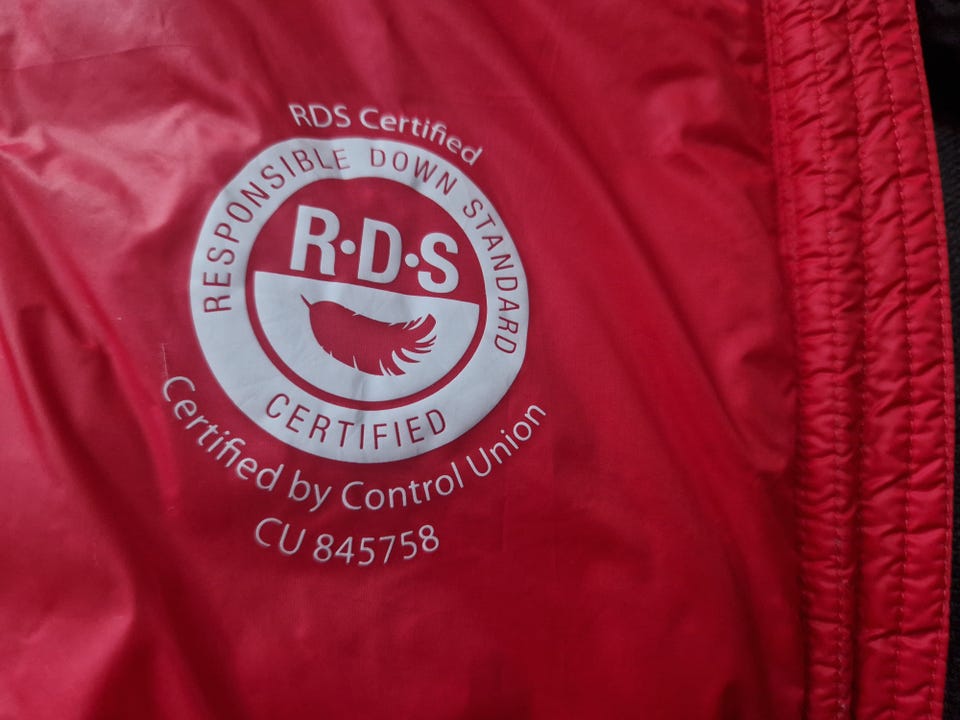 RDS Certified
RESPONSIBLE DOWN STANDARD
R·D·S
CERTIFIED
Certified by Control Union
CU 845758